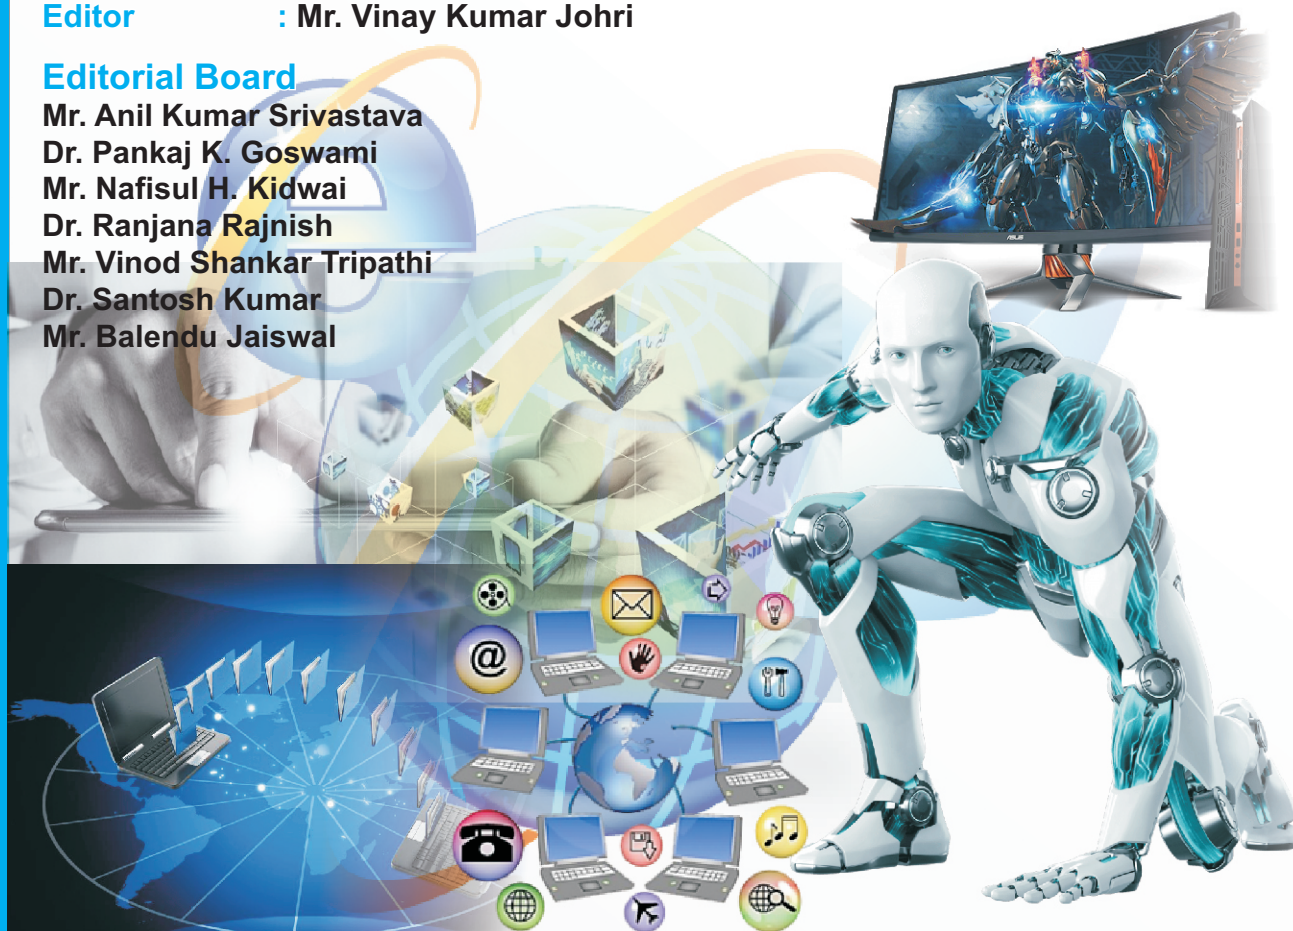 Editor : Mr. Vinay Kumar Johri
Editorial Board
Mr. Anil Kumar Srivastava
Dr. Pankaj K. Goswami
Mr. Nafisul H. Kidwai
Dr. Ranjana Rajnish
Mr. Vinod Shankar Tripathi
Dr. Santosh Kumar
Mr. Balendu Jaiswal
ASUS
@